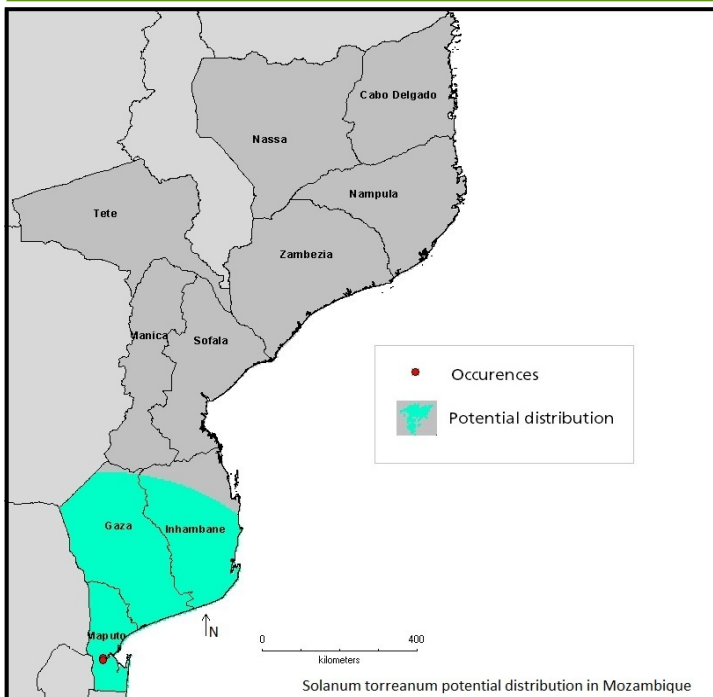 Cabo Delgado
Nassa
Nampula
Tete
Zambezia
Manica
Sofala
Occurences
Potential distribution
Gaza
Inhambane
Maputo
N
0 400
kilometers
Solanum torreanum potential distribution in Mozambique